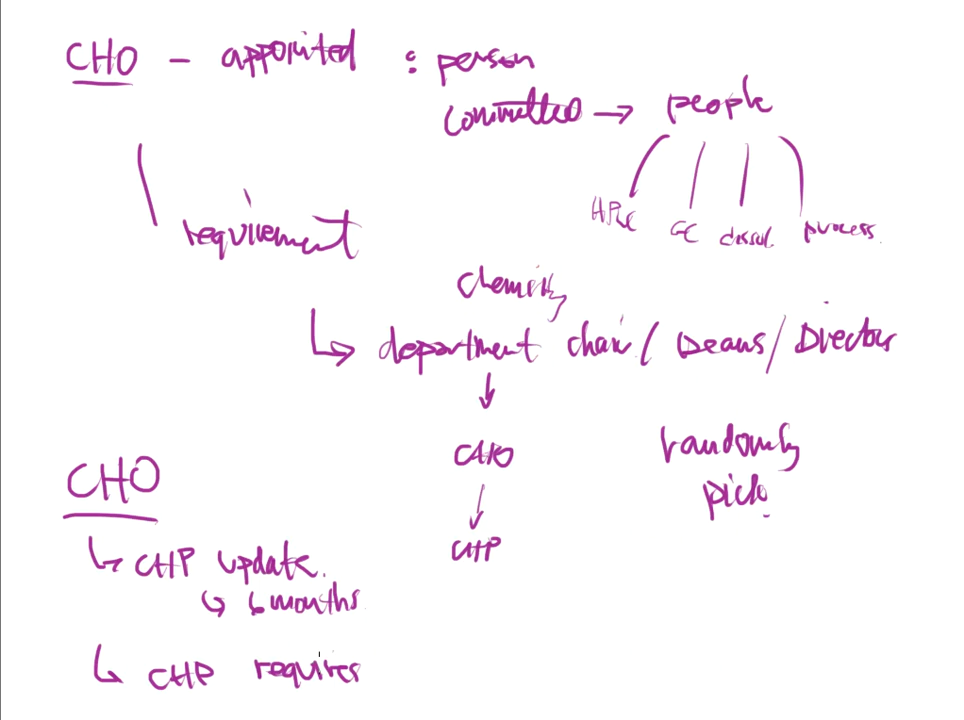 CHO - appointed : person
committed → people
HPLC GC dissol. process.
requirement
chemistry
↳ department chair / Deans / Director
↓
CHO
randomly
pick.
↓
CHP
CHO
↳ CHP update.
↳ 6 months
↳ CHP requires